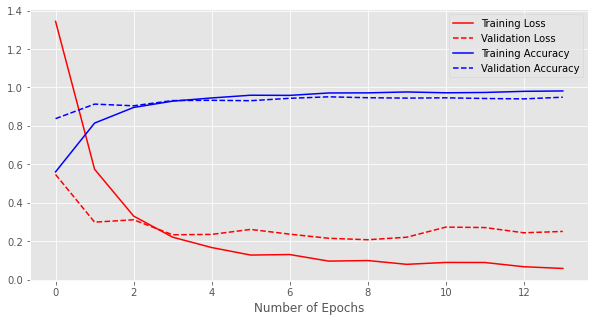 1.4
1.2
1.0
0.8
0.6
0.4
0.2
0.0
Training Loss
Validation Loss
Training Accuracy
Validation Accuracy
0 2 4 6 8 10 12
Number of Epochs